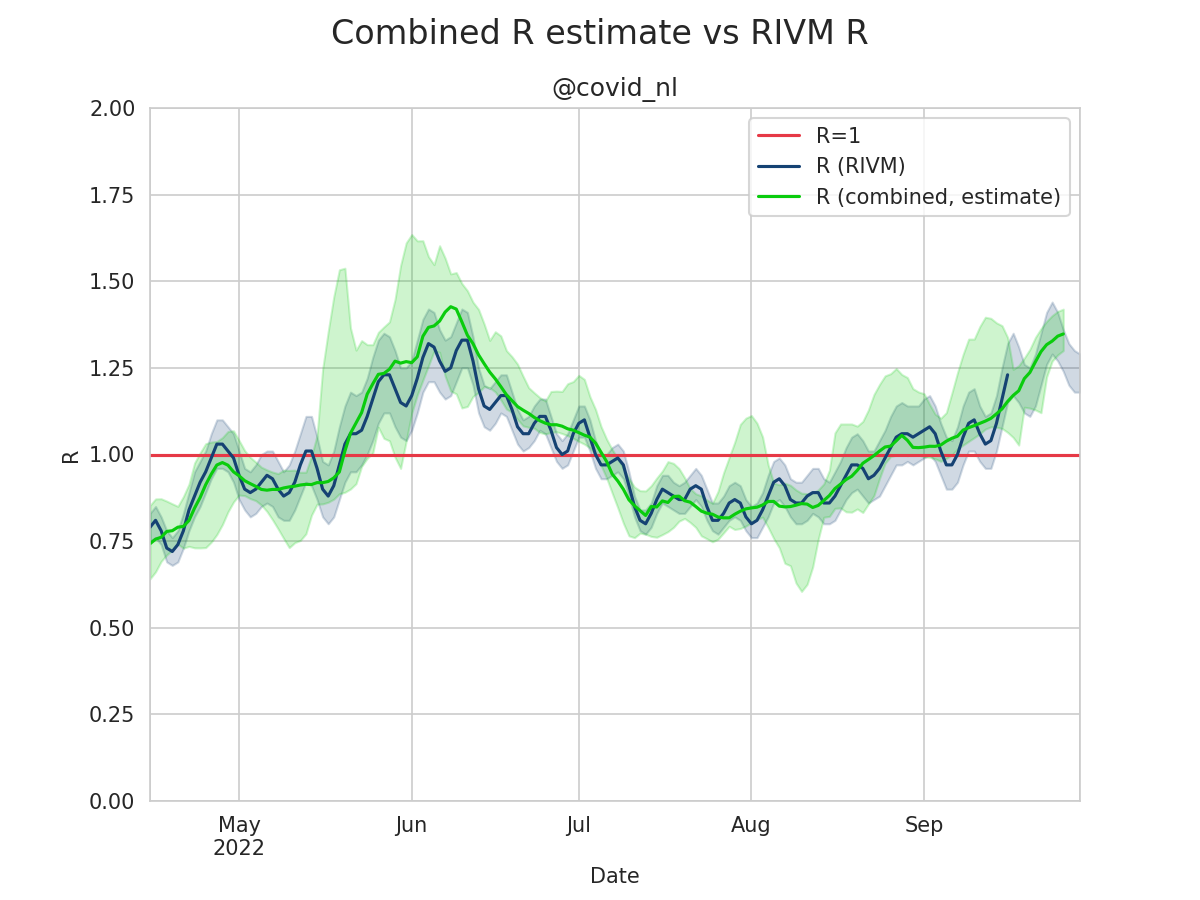 Combined R estimate vs RIVM R
@covid_nl
2.00
1.75
1.50
1.25
1.00
0.75
0.50
0.25
0.00
R
R=1
R (RIVM)
R (combined, estimate)
May
2022
Jun
Jul
Aug
Sep
Date